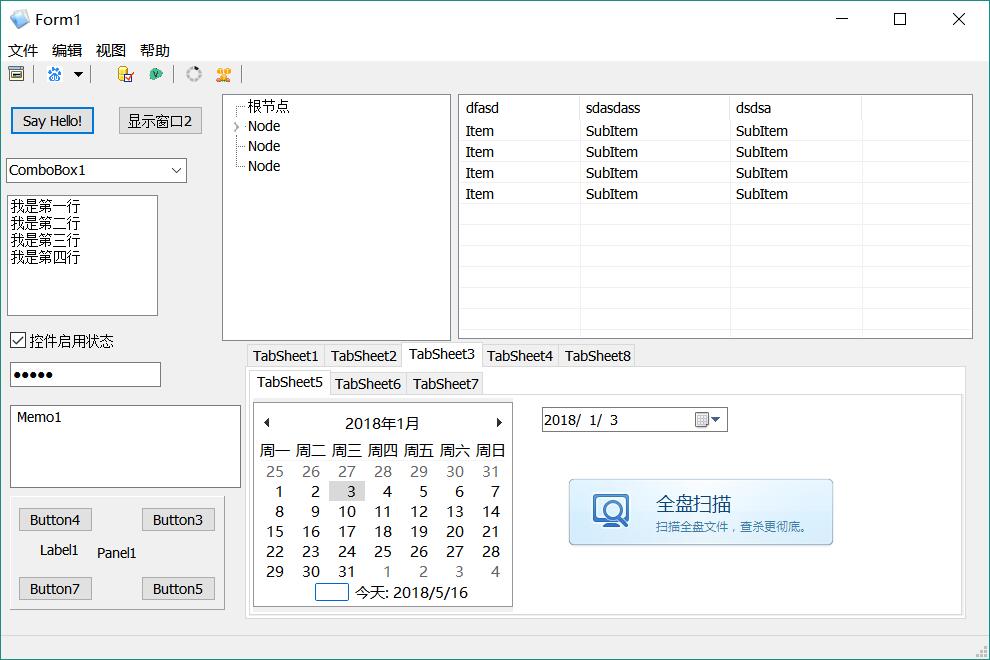 Form1
文件 编辑 视图 帮助
Say Hello!
显示窗口2
ComboBox1
我是第一行
我是第二行
我是第三行
我是第四行
控件启用状态
●●●●●
Memo1
Button4 Button3
Label1 Panel1
Button7 Button5
根节点
Node
Node
Node
dfasd sdasdass dsdsa
Item SubItem SubItem
Item SubItem SubItem
Item SubItem SubItem
Item SubItem SubItem
TabSheet1 TabSheet2 TabSheet3 TabSheet4 TabSheet8
TabSheet5 TabSheet6 TabSheet7
2018年1月
周一 周二 周三 周四 周五 周六 周日
25 26 27 28 29 30 31
1 2 3 4 5 6 7
8 9 10 11 12 13 14
15 16 17 18 19 20 21
22 23 24 25 26 27 28
29 30 31 1 2 3 4
今天: 2018/5/16
2018/ 1/ 3
全盘扫描
扫描全盘文件，查杀更彻底。